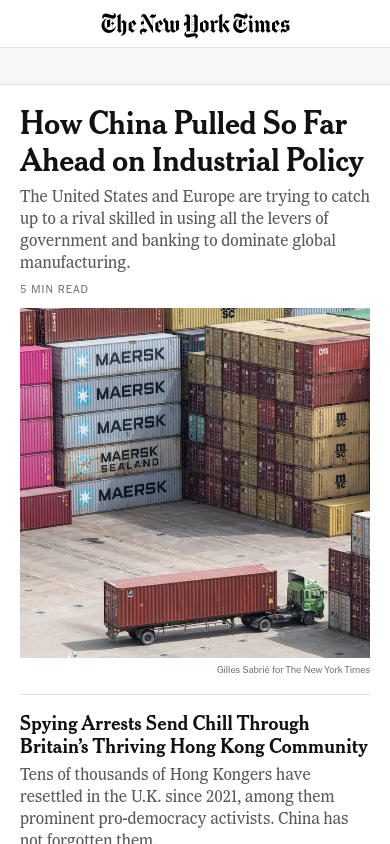 The New York Times
How China Pulled So Far
Ahead on Industrial Policy
The United States and Europe are trying to catch
up to a rival skilled in using all the levers of
government and banking to dominate global
manufacturing.
5 MIN READ
SC
MAERSK
MAERSK
MAERSK
MAERSK
SEALAND
MAERSK
m
SC
m
SC
m
SC
Gilles Sabrié for The New York Times
Spying Arrests Send Chill Through
Britain's Thriving Hong Kong Community
Tens of thousands of Hong Kongers have
resettled in the U.K. since 2021, among them
prominent pro-democracy activists. China has
not forgotten them.